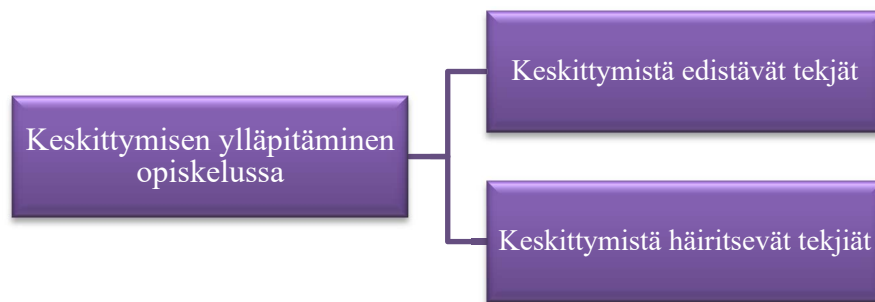 Keskittymistä edistävät tekjät
Keskittymisen ylläpitäminen
opiskelussa
Keskittymistä häiritsevät tekjiät